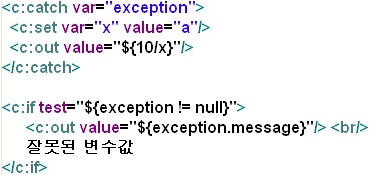 <c:catch var="exception">
<c:set var="x" value="a"/>
<c:out value="${10/x}"/>
</c:catch>
<c:if test="${exception != null}">
<c:out value="${exception.message}"/> <br/>
잘못된 변수값
</c:if>